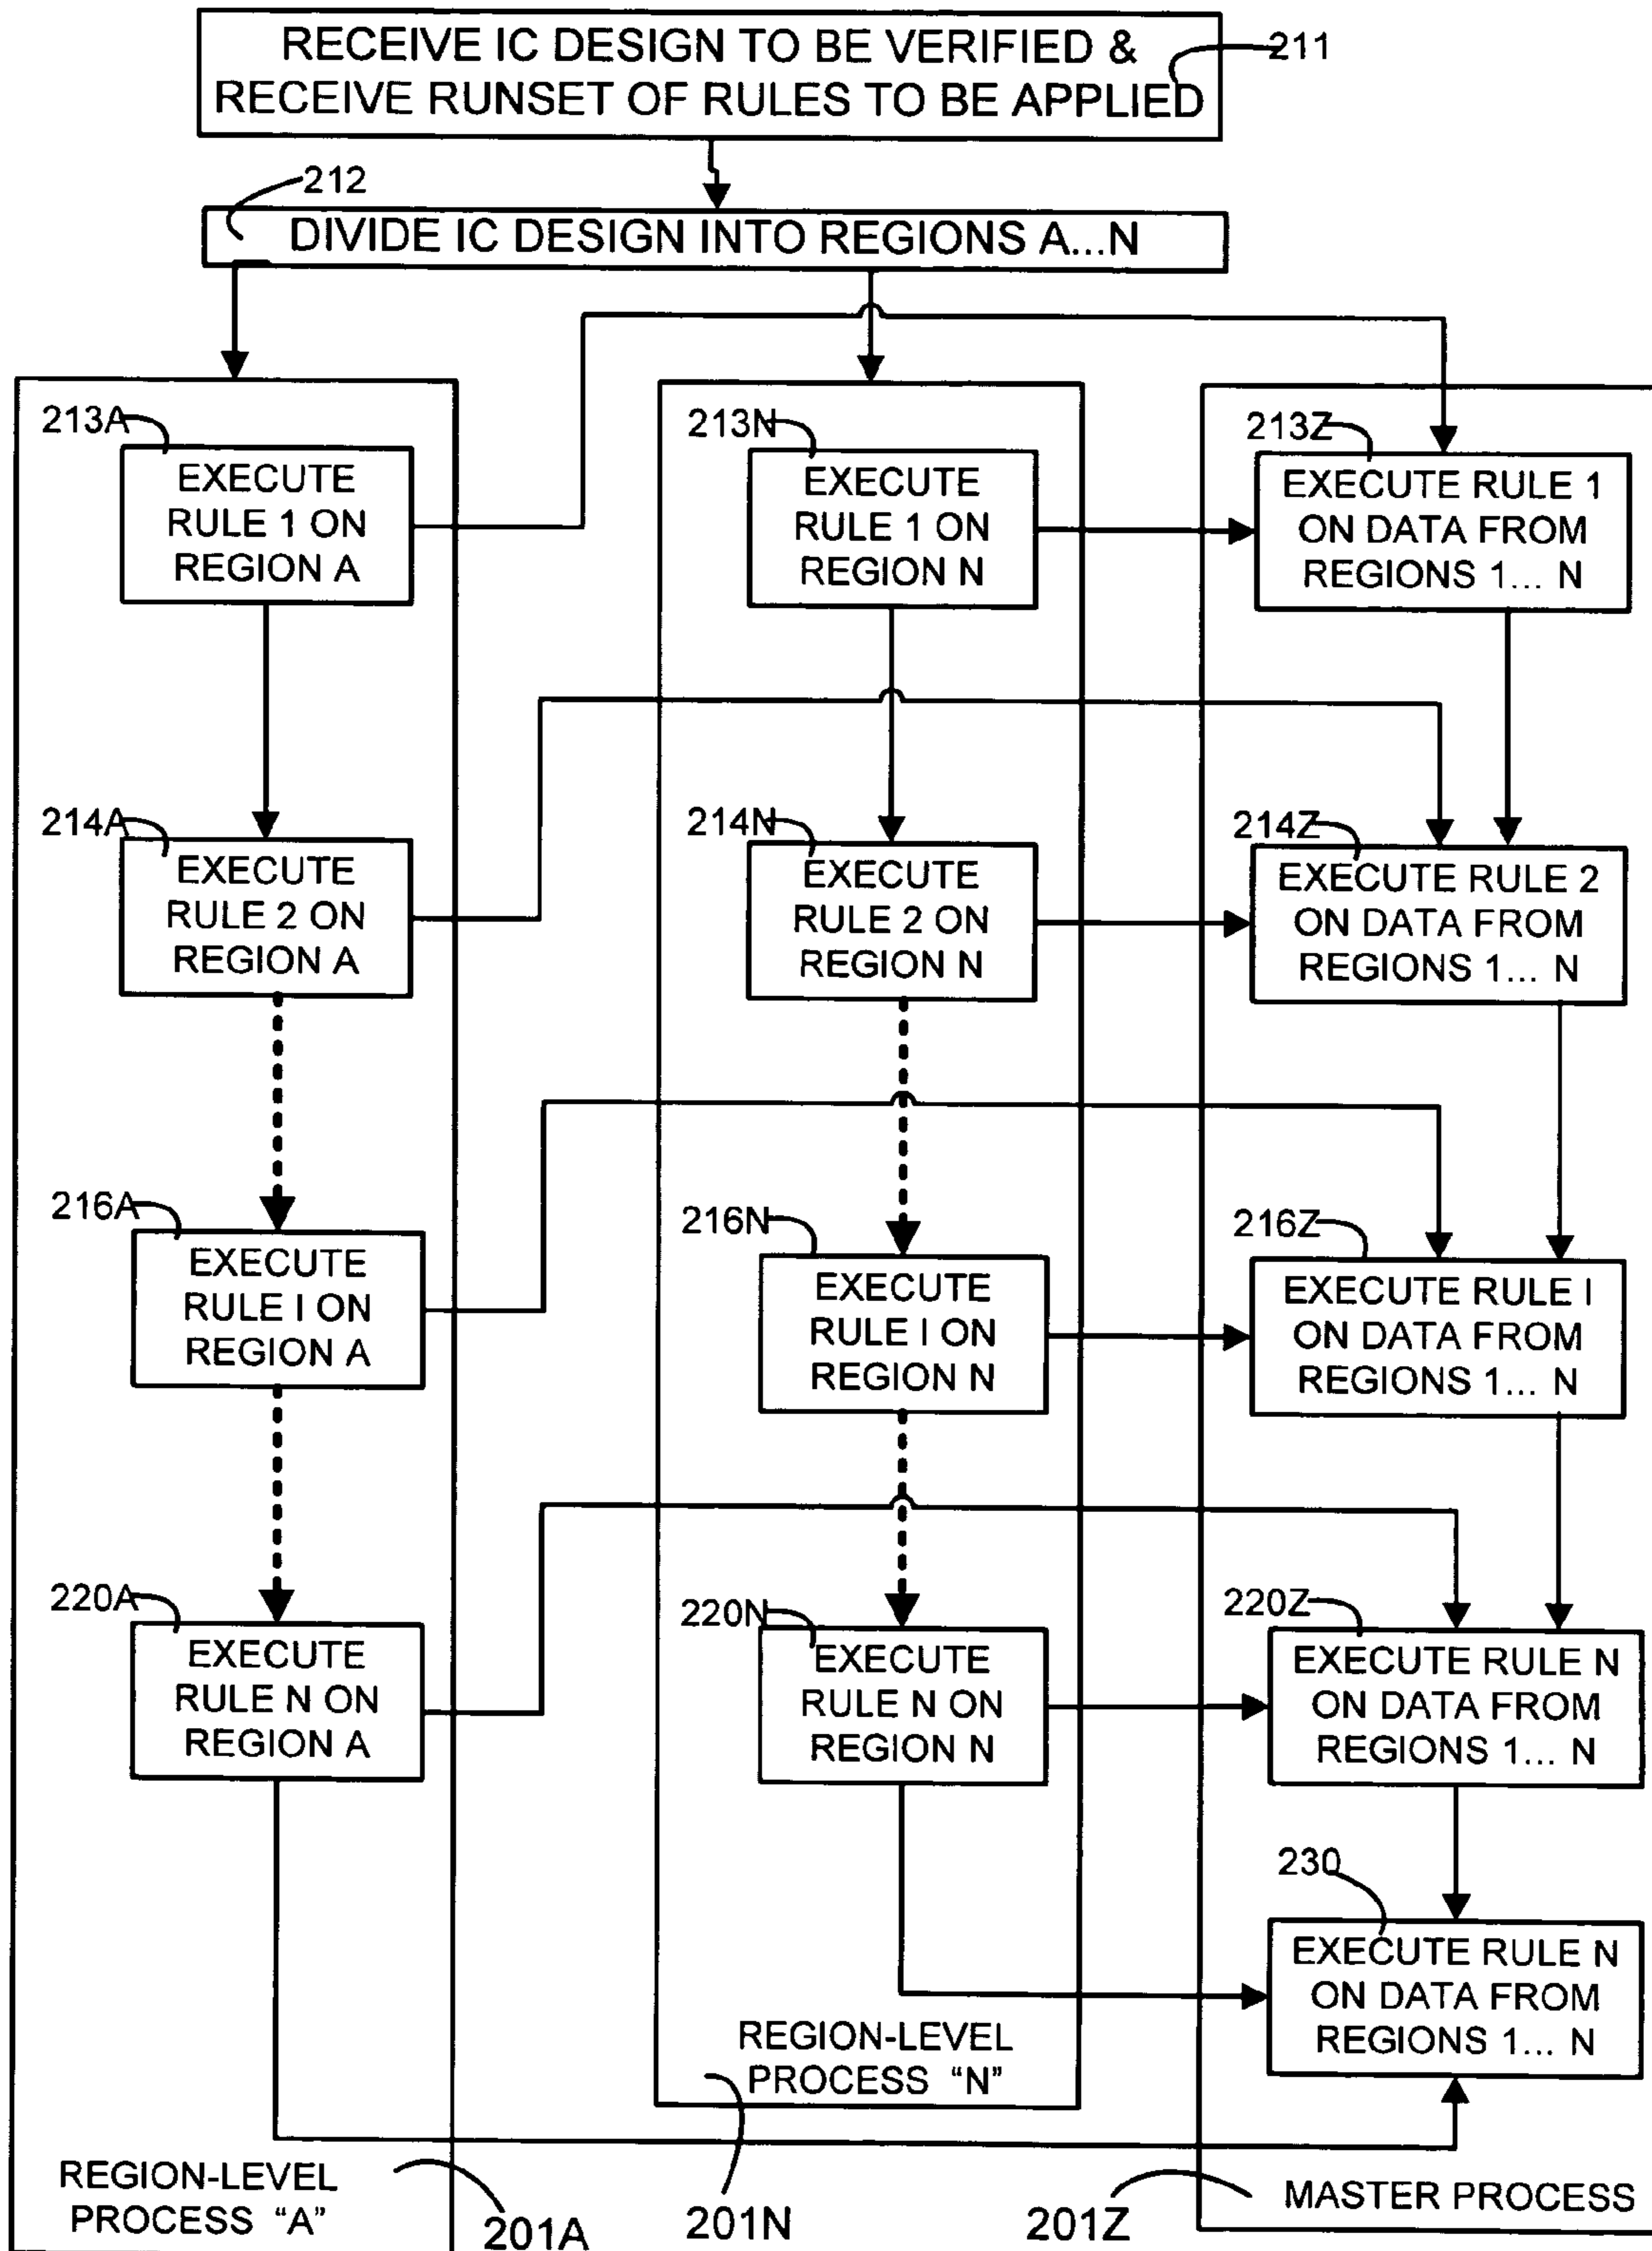 RECEIVE IC DESIGN TO BE VERIFIED &
RECEIVE RUNSET OF RULES TO BE APPLIED
211
212
DIVIDE IC DESIGN INTO REGIONS A...N
213A
EXECUTE
RULE 1 ON
REGION A
213N
EXECUTE
RULE 1 ON
REGION N
213Z
EXECUTE RULE 1
ON DATA FROM
REGIONS 1... N
214A
EXECUTE
RULE 2 ON
REGION A
214N
EXECUTE
RULE 2 ON
REGION N
214Z
EXECUTE RULE 2
ON DATA FROM
REGIONS 1... N
216A
EXECUTE
RULE I ON
REGION A
216N
EXECUTE
RULE I ON
REGION N
216Z
EXECUTE RULE I
ON DATA FROM
REGIONS 1... N
220A
EXECUTE
RULE N ON
REGION A
220N
EXECUTE
RULE N ON
REGION N
220Z
EXECUTE RULE N
ON DATA FROM
REGIONS 1... N
230
EXECUTE RULE N
ON DATA FROM
REGIONS 1... N
REGION-LEVEL
PROCESS “A”
201A
REGION-LEVEL
PROCESS “N”
201N
201Z
MASTER PROCESS